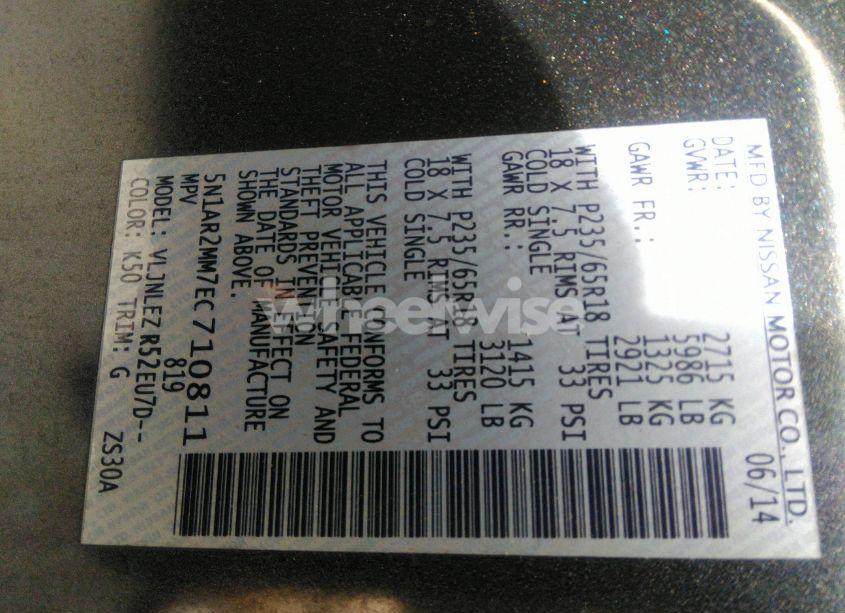 MFD BY NISSAN MOTOR CO., LTD.
DATE: 06/14
GVWR: 2715 KG
5986 LB
GAWR FR.: 1325 KG
2921 LB
WITH P235/65R18 TIRES
18 X 7.5 RIMS AT 33 PSI
COLD SINGLE
GAWR RR.: 1415 KG
3120 LB
WITH P235/65R18 TIRES
18 X 7.5 RIMS AT 33 PSI
COLD SINGLE
THIS VEHICLE CONFORMS TO
ALL APPLICABLE FEDERAL
MOTOR VEHICLE SAFETY AND
THEFT PREVENTION
STANDARDS IN EFFECT ON
THE DATE OF MANUFACTURE
SHOWN ABOVE.
5N1AR2MM7EC710811
MPV 819
MODEL: VLJNLEZ R52EU7D--
COLOR: K50 TRIM: G ZS30A
wheelwise